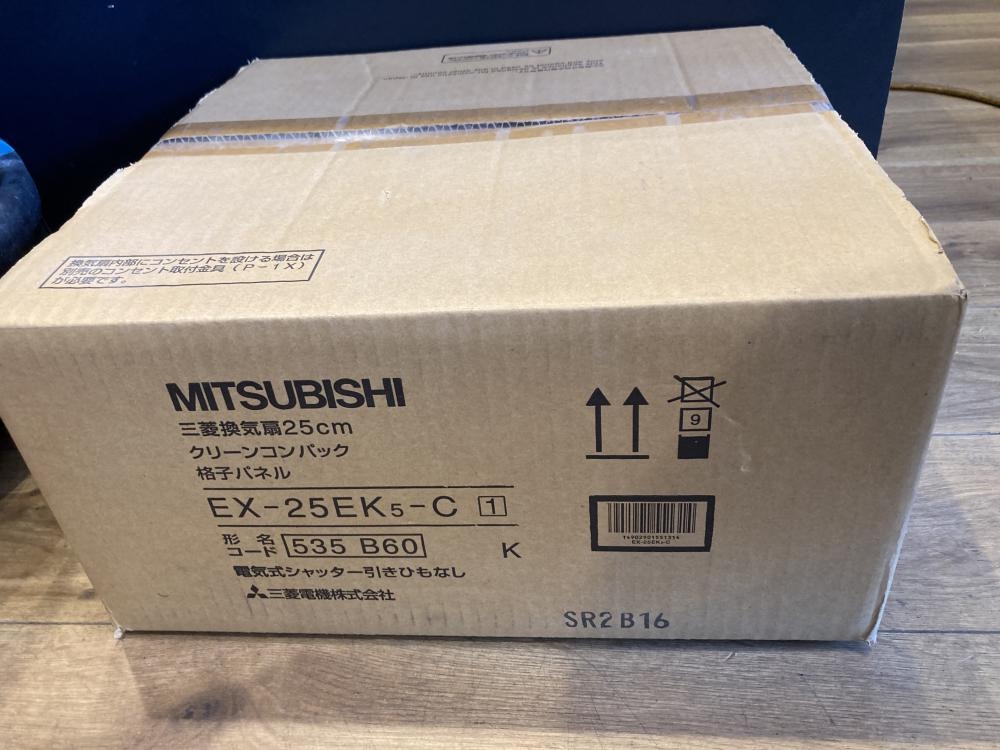 換気扇内部にコンセントを設ける場合は
別売のコンセント取付金具(P-1X)
が必要です。
MITSUBISHI
三菱換気扇25cm
クリーンコンパック
格子パネル
EX-25EK5-C 1
形名
コード 535 B60
K
電気式シャッター引きひもなし
三菱電機株式会社
9
14902901551314
EX-25EK5-C
SR2B16